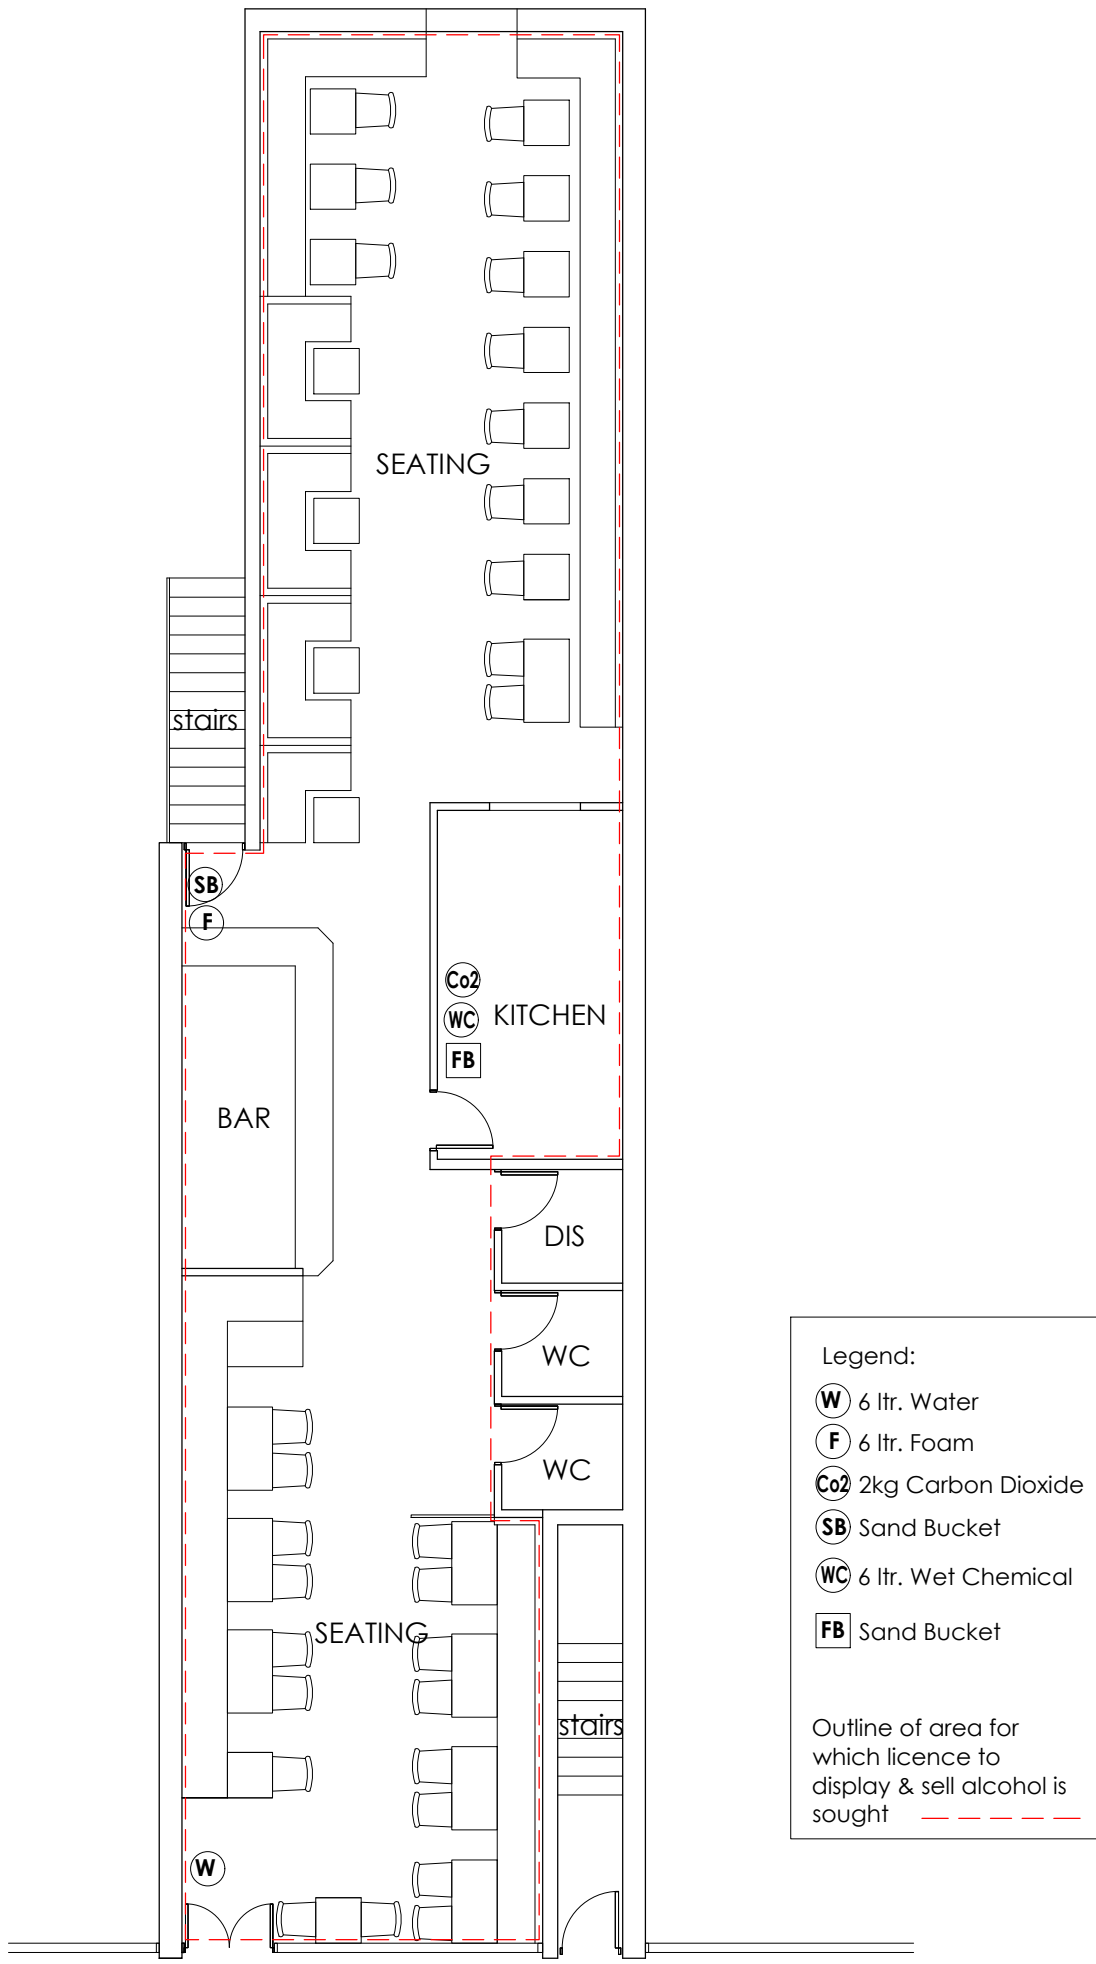 SEATING
stairs
SB
F
Co2
WC
KITCHEN
FB
BAR
DIS
WC
WC
SEATING
stairs
W
Legend:
W 6 ltr. Water
F 6 ltr. Foam
Co2 2kg Carbon Dioxide
SB Sand Bucket
WC 6 ltr. Wet Chemical
FB Sand Bucket
Outline of area for
which licence to
display & sell alcohol is
sought